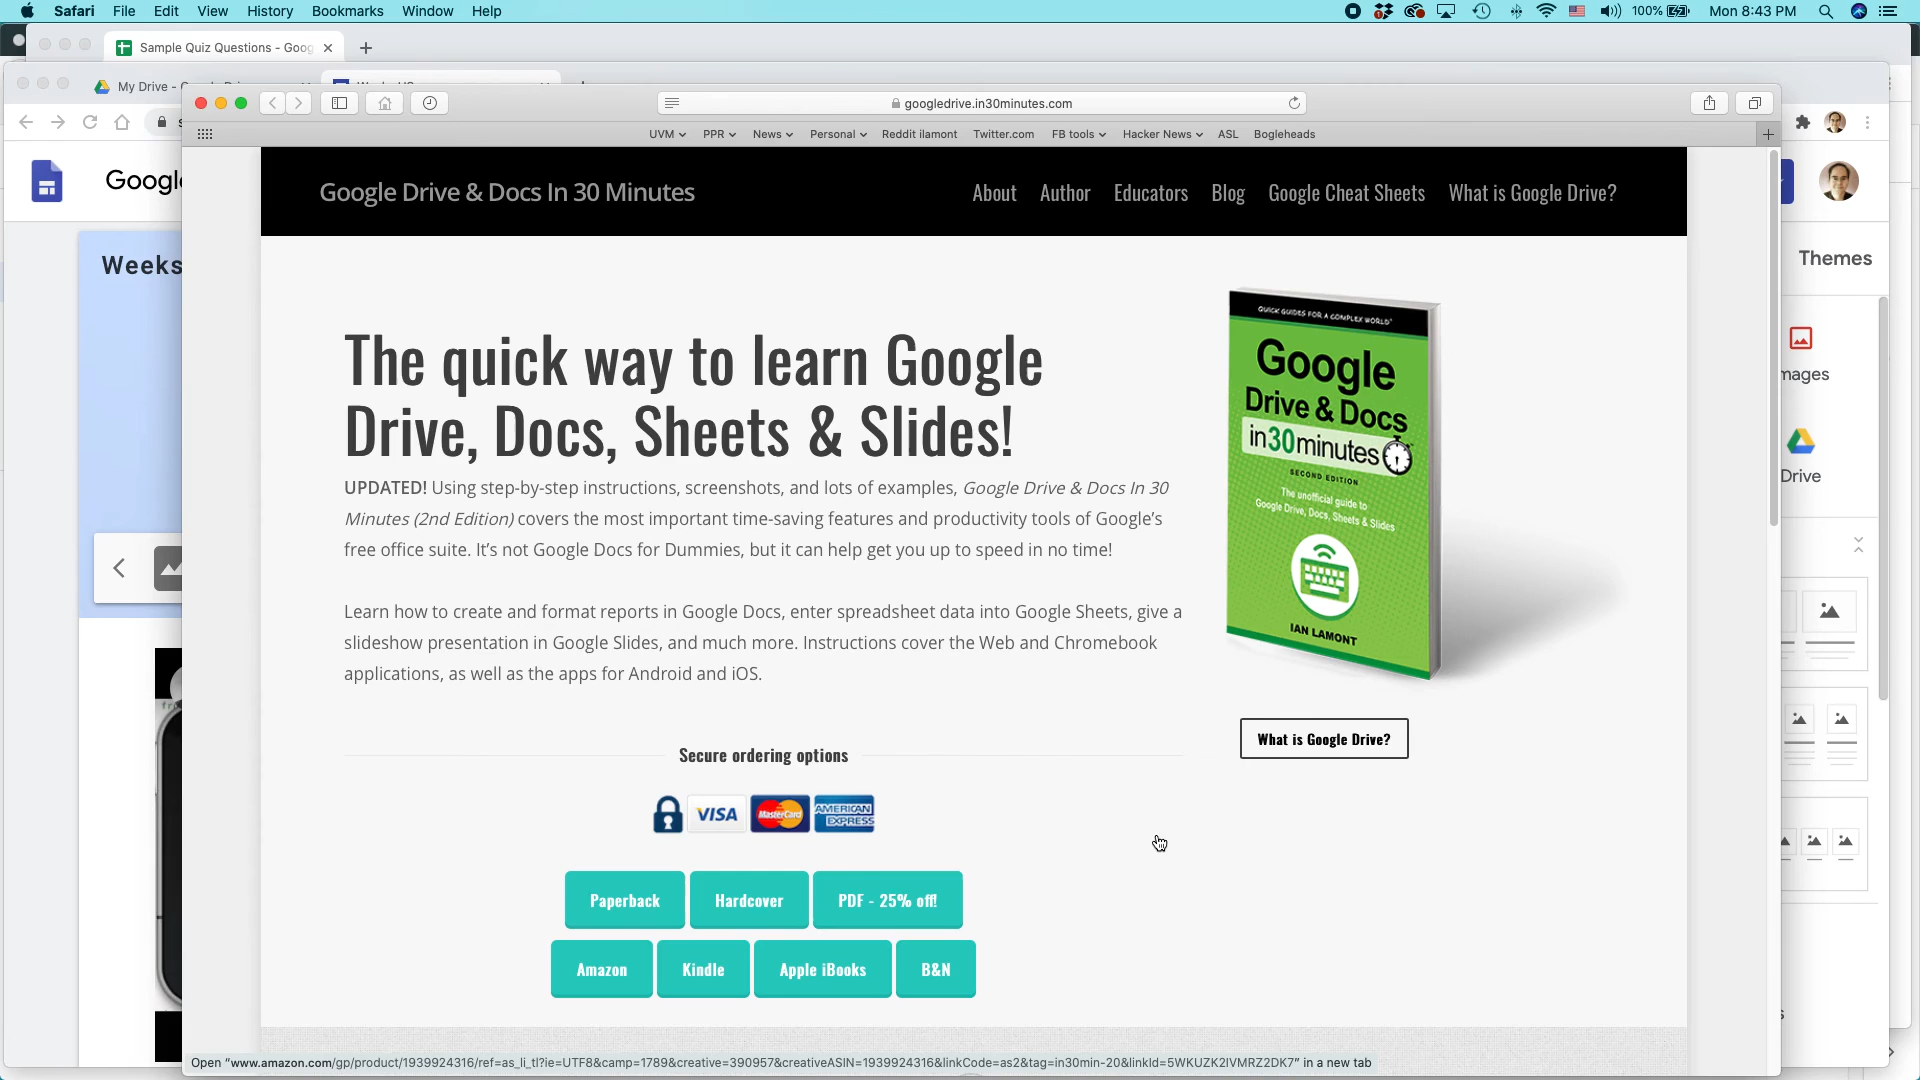 Safari File Edit View History Bookmarks Window Help
100% Mon 8:43 PM
Sample Quiz Questions - Goog
My Drive -
googledrive.in30minutes.com
UVM PPR News Personal Reddit ilamont Twitter.com FB tools Hacker News ASL Bogleheads
Googl
Google Drive & Docs In 30 Minutes
About Author Educators Blog Google Cheat Sheets What is Google Drive?
Weeks
Themes
mages
Drive
The quick way to learn Google
Drive, Docs, Sheets & Slides!
UPDATED! Using step-by-step instructions, screenshots, and lots of examples, Google Drive & Docs In 30
Minutes (2nd Edition) covers the most important time-saving features and productivity tools of Google’s
free office suite. It’s not Google Docs for Dummies, but it can help get you up to speed in no time!
Learn how to create and format reports in Google Docs, enter spreadsheet data into Google Sheets, give a
slideshow presentation in Google Slides, and much more. Instructions cover the Web and Chromebook
applications, as well as the apps for Android and iOS.
QUICK GUIDES FOR A COMPLEX WORLD
Google
Drive & Docs
in30minutes
SECOND EDITION
The unofficial guide to
Google Drive, Docs, Sheets & Slides
IAN LAMONT
What is Google Drive?
Secure ordering options
VISA MasterCard AMERICAN
EXPRESS
Paperback Hardcover PDF - 25% off!
Amazon Kindle Apple iBooks B&N
Open “www.amazon.com/gp/product/1939924316/ref=as_li_tl?ie=UTF8&camp=1789&creative=390957&creativeASIN=1939924316&linkCode=as2&tag=in30min-20&linkId=5WKUZK2IVMRZ2DK7” in a new tab